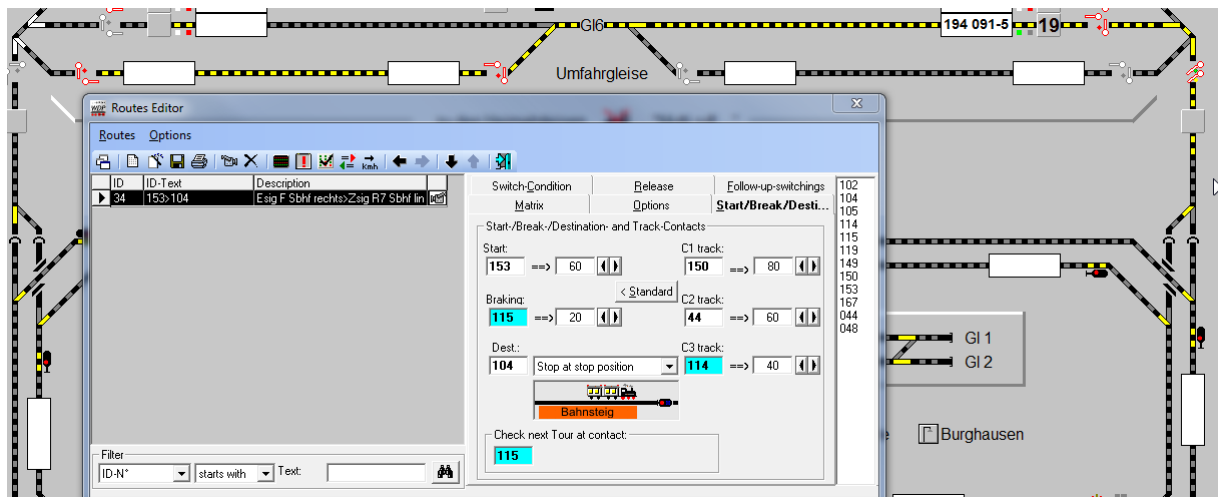 Gl6
194 091-5
19
Umfahrgleise
WDP Routes Editor
Routes Options
Kmh
ID ID-Text Description
34 153>104 Esig F Sbhf rechts>Zsig R7 Sbhf lin
Switch-Condition Release Follow-up-switchings
Matrix Options Start/Break/Desti...
Start-/Break-/Destination- and Track-Contacts
Start: C1 track:
153 ==> 60 150 ==> 80
< Standard
Braking: C2 track:
115 ==> 20 44 ==> 60
Dest.: C3 track:
104 Stop at stop position 114 ==> 40
Bahnsteig
Check next Tour at contact:
115
102
104
105
114
115
119
149
150
153
167
044
048
Filter
ID-N° starts with Text:
Gl 1
Gl 2
Burghausen